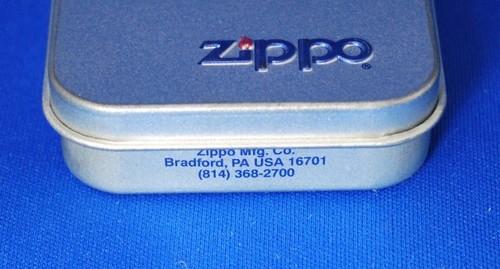 zippo®
Zippo Mfg. Co.
Bradford, PA USA 16701
(814) 368-2700